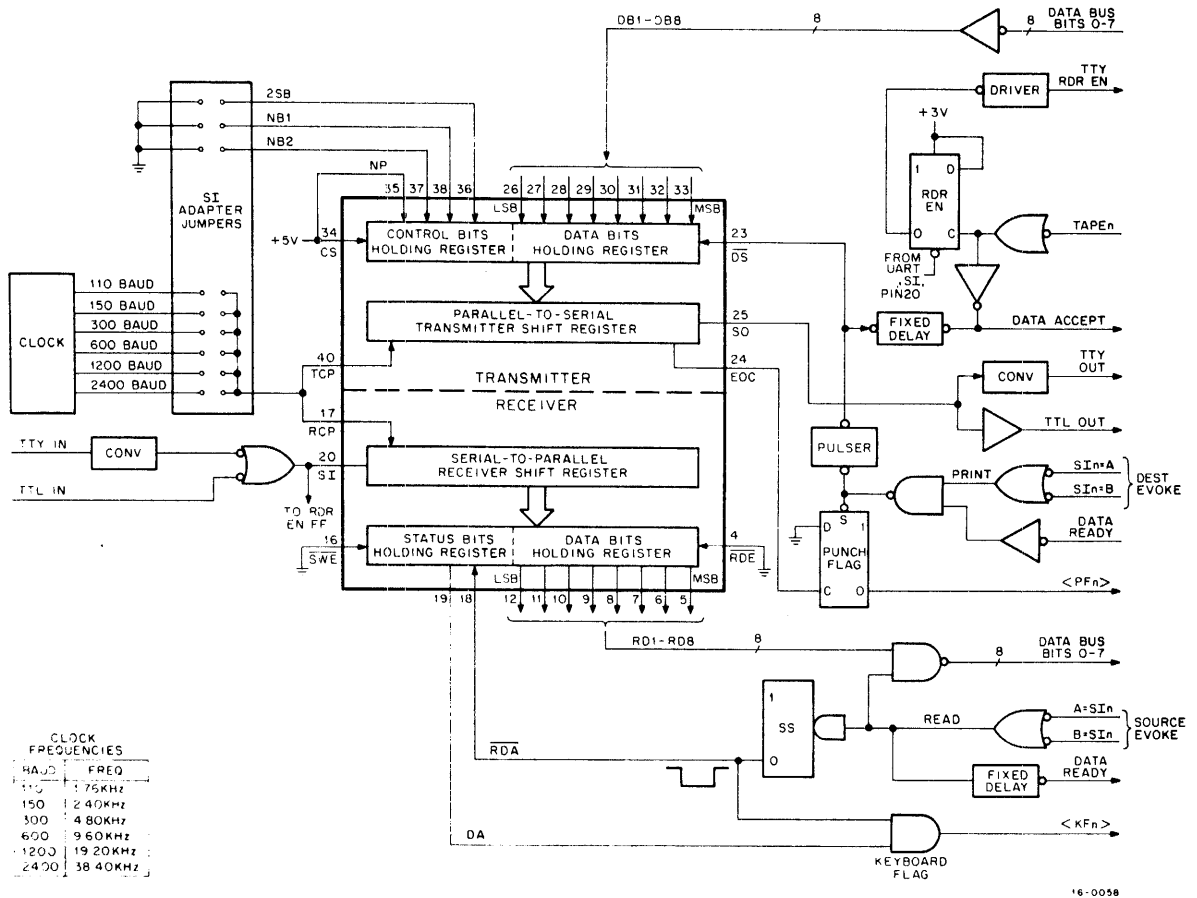 DB1-DB8
8
8
DATA BUS
BITS 0-7
TTY
RDR EN
DRIVER
+3V
1
D
RDR
EN
0
C
TAPEn
FROM
UART
,SI,
PIN20
2SB
NB1
NB2
NP
SI
ADAPTER
JUMPERS
35
37
38
36
26
27
28
29
30
31
32
33
LSB
MSB
+5V
34
CS
CONTROL BITS
HOLDING REGISTER
DATA BITS
HOLDING REGISTER
23
DS
FIXED
DELAY
DATA ACCEPT
CLOCK
110 BAUD
150 BAUD
300 BAUD
600 BAUD
1200 BAUD
2400 BAUD
PARALLEL-TO-SERIAL
TRANSMITTER SHIFT REGISTER
25
SO
24
EOC
40
TCP
TRANSMITTER
RECEIVER
17
RCP
CONV
TTY
OUT
TTL OUT
TTY IN
CONV
TTL IN
20
SI
TO RDR
EN FF
SERIAL-TO-PARALLEL
RECEIVER SHIFT REGISTER
PULSER
PRINT
SIn=A
SIn=B
DEST
EVOKE
DATA
READY
S
D
1
PUNCH
FLAG
C
0
<PFn>
16
SWE
STATUS BITS
HOLDING REGISTER
DATA BITS
HOLDING REGISTER
4
RDE
LSB
MSB
19
18
12
11
10
9
8
7
6
5
RD1-RD8
8
8
DATA BUS
BITS 0-7
1
SS
0
READ
A=SIn
B=SIn
SOURCE
EVOKE
FIXED
DELAY
DATA
READY
RDA
DA
<KFn>
KEYBOARD
FLAG
CLOCK
FREQUENCIES
BAUD FREQ
110 1.76KHz
150 2.40KHz
300 4.80KHz
600 9.60KHz
1200 19.20KHz
2400 38.40KHz
16-0058